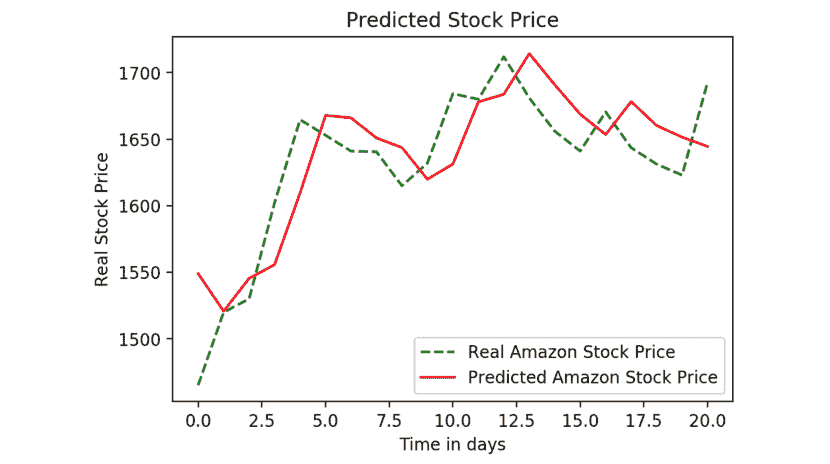 Predicted Stock Price
1700
1650
1600
1550
1500
Real Stock Price
Real Amazon Stock Price
Predicted Amazon Stock Price
0.0 2.5 5.0 7.5 10.0 12.5 15.0 17.5 20.0
Time in days